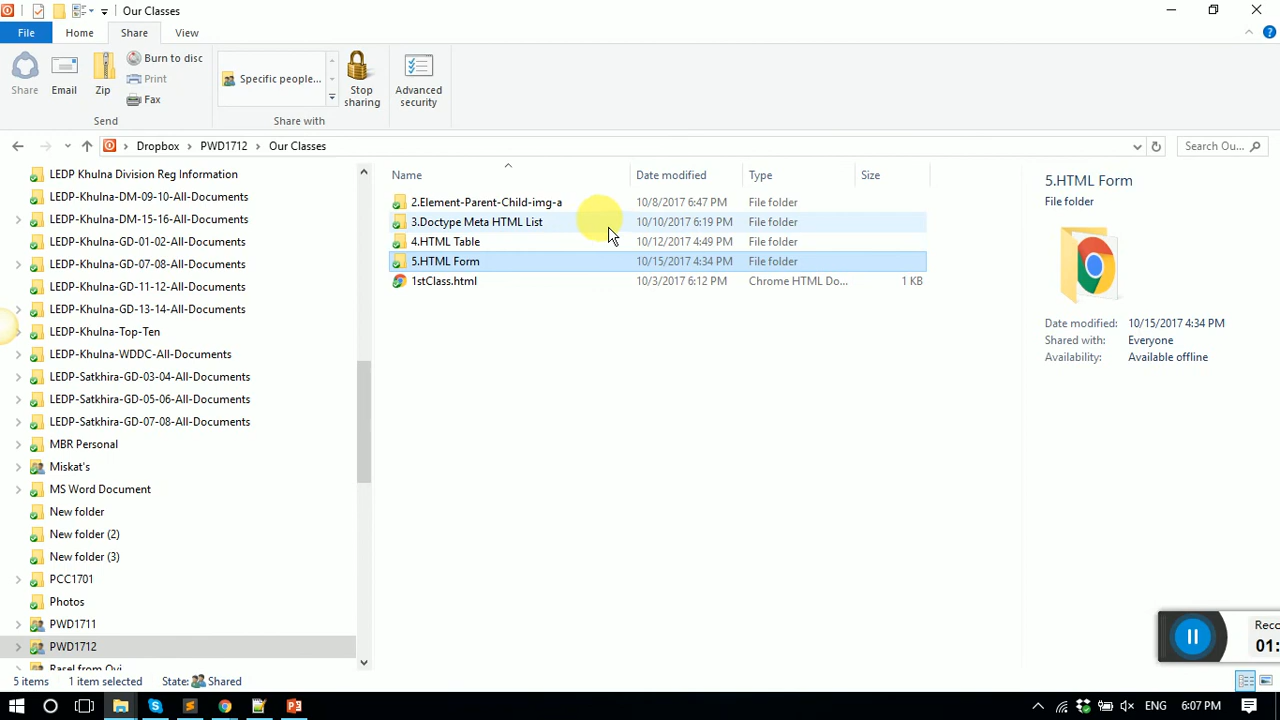 Our Classes
File Home Share View
Share
Email
Zip
Burn to disc
Print
Fax
Send
Specific people...
Stop sharing
Share with
Advanced security
Dropbox > PWD1712 > Our Classes
Search Ou...
LEDP Khulna Division Reg Information
LEDP-Khulna-DM-09-10-All-Documents
LEDP-Khulna-DM-15-16-All-Documents
LEDP-Khulna-GD-01-02-All-Documents
LEDP-Khulna-GD-07-08-All-Documents
LEDP-Khulna-GD-11-12-All-Documents
LEDP-Khulna-GD-13-14-All-Documents
LEDP-Khulna-Top-Ten
LEDP-Khulna-WDDC-All-Documents
LEDP-Satkhira-GD-03-04-All-Documents
LEDP-Satkhira-GD-05-06-All-Documents
LEDP-Satkhira-GD-07-08-All-Documents
MBR Personal
Miskat's
MS Word Document
New folder
New folder (2)
New folder (3)
PCC1701
Photos
PWD1711
PWD1712
Rasel from Ovi
Name Date modified Type Size
2.Element-Parent-Child-img-a 10/8/2017 6:47 PM File folder
3.Doctype Meta HTML List 10/10/2017 6:19 PM File folder
4.HTML Table 10/12/2017 4:49 PM File folder
5.HTML Form 10/15/2017 4:34 PM File folder
1stClass.html 10/3/2017 6:12 PM Chrome HTML Do... 1 KB
5.HTML Form
File folder
Date modified: 10/15/2017 4:34 PM
Shared with: Everyone
Availability: Available offline
Reco
01:
5 items 1 item selected State: Shared
ENG 6:07 PM